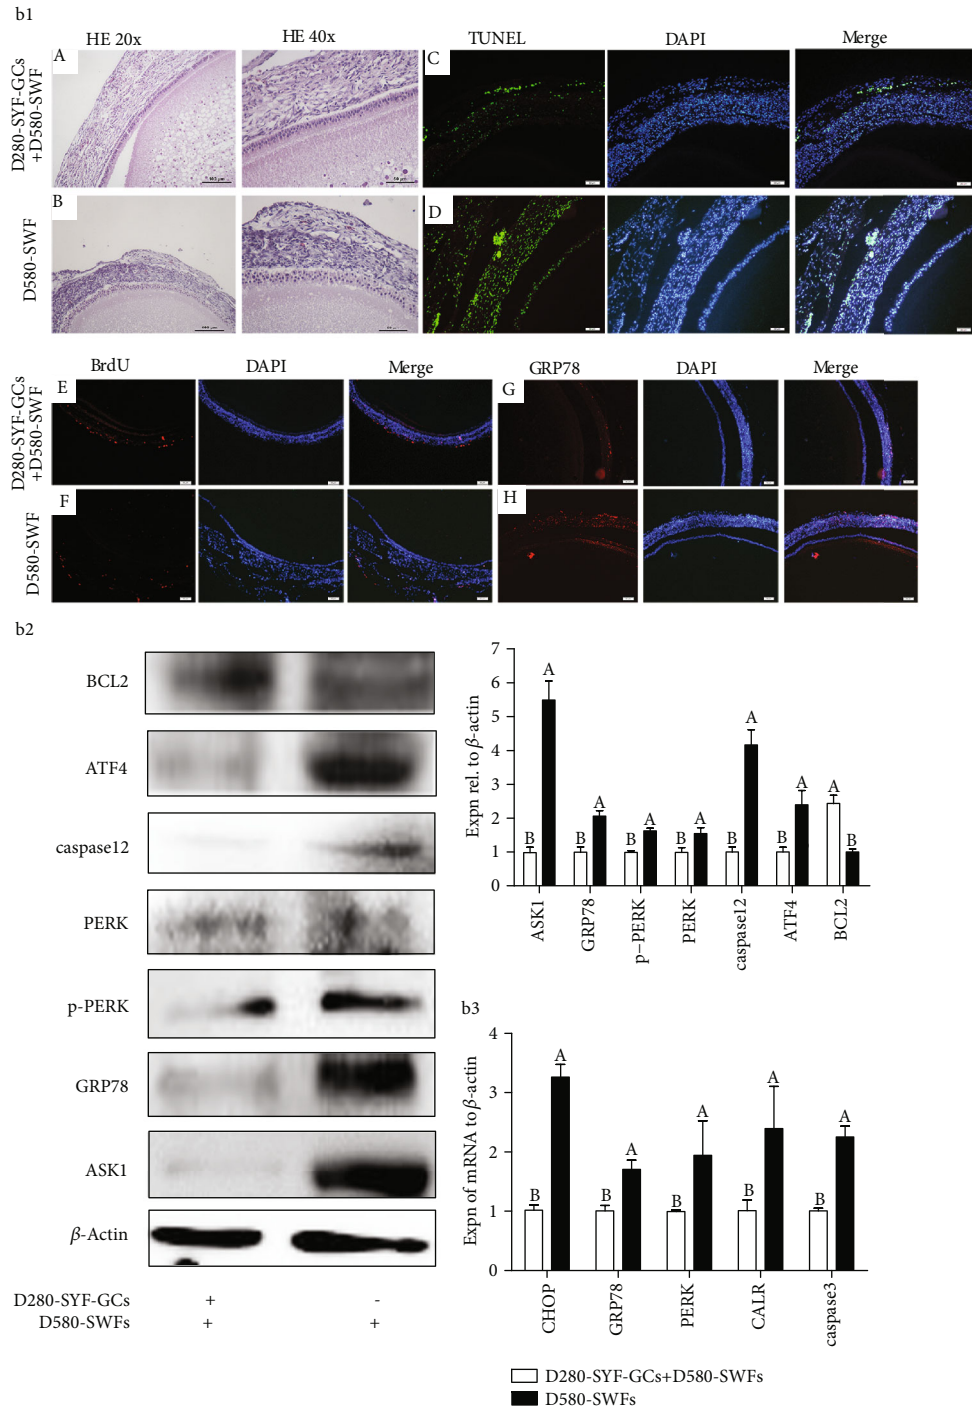 b1
HE 20x
HE 40x
TUNEL
DAPI
Merge
D280-SYF-GCs
+D580-SWF
A
C
D580-SWF
B
D
BrdU
DAPI
Merge
GRP78
DAPI
Merge
D280-SYF-GCs
+D580-SWF
E
G
D580-SWF
F
H
b2
BCL2
ATF4
caspase12
PERK
p-PERK
GRP78
ASK1
β-Actin
D280-SYF-GCs + -
D580-SWFs + +
Expn rel. to β-actin
7
6
5
4
3
2
1
0
B A B A B A B A B A B A A B
ASK1
GRP78
p-PERK
PERK
caspase12
ATF4
BCL2
b3
Expn of mRNA to β-actin
4
3
2
1
0
B A B A B A B A B A
CHOP
GRP78
PERK
CALR
caspase3
D280-SYF-GCs+D580-SWFs
D580-SWFs